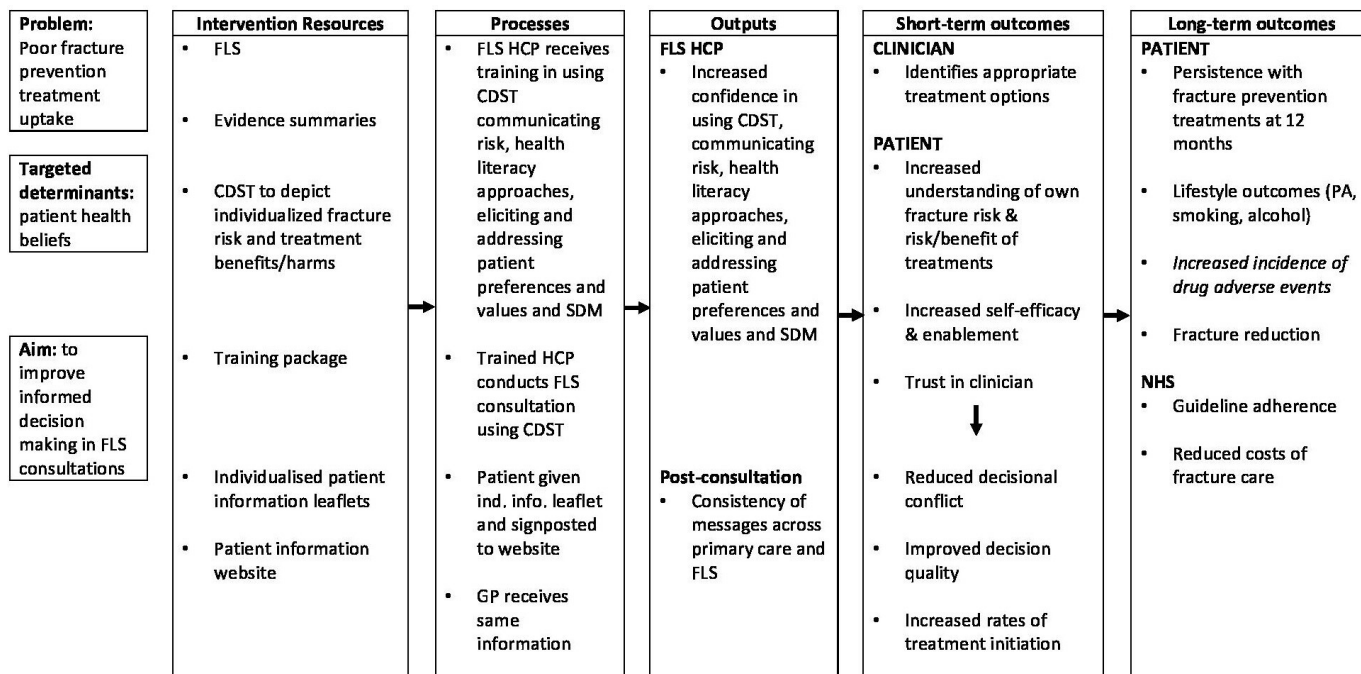 Problem:
Poor fracture
prevention
treatment
uptake
Targeted
determinants:
patient health
beliefs
Aim: to
improve
informed
decision
making in FLS
consultations
Intervention Resources
• FLS
• Evidence summaries
• CDST to depict
individualized fracture
risk and treatment
benefits/harms
• Training package
• Individualised patient
information leaflets
• Patient information
website
Processes
• FLS HCP receives
training in using
CDST
communicating
risk, health
literacy
approaches,
eliciting and
addressing
patient
preferences and
values and SDM
• Trained HCP
conducts FLS
consultation
using CDST
• Patient given
ind. info. leaflet
and signposted
to website
• GP receives
same
information
Outputs
FLS HCP
• Increased
confidence in
using CDST,
communicating
risk, health
literacy
approaches,
eliciting and
addressing
patient
preferences and
values and SDM
Post-consultation
• Consistency of
messages across
primary care and
FLS
Short-term outcomes
CLINICIAN
• Identifies appropriate
treatment options
PATIENT
• Increased
understanding of own
fracture risk &
risk/benefit of
treatments
• Increased self-efficacy
& enablement
• Trust in clinician
• Reduced decisional
conflict
• Improved decision
quality
• Increased rates of
treatment initiation
Long-term outcomes
PATIENT
• Persistence with
fracture prevention
treatments at 12
months
• Lifestyle outcomes (PA,
smoking, alcohol)
• Increased incidence of
drug adverse events
• Fracture reduction
NHS
• Guideline adherence
• Reduced costs of
fracture care